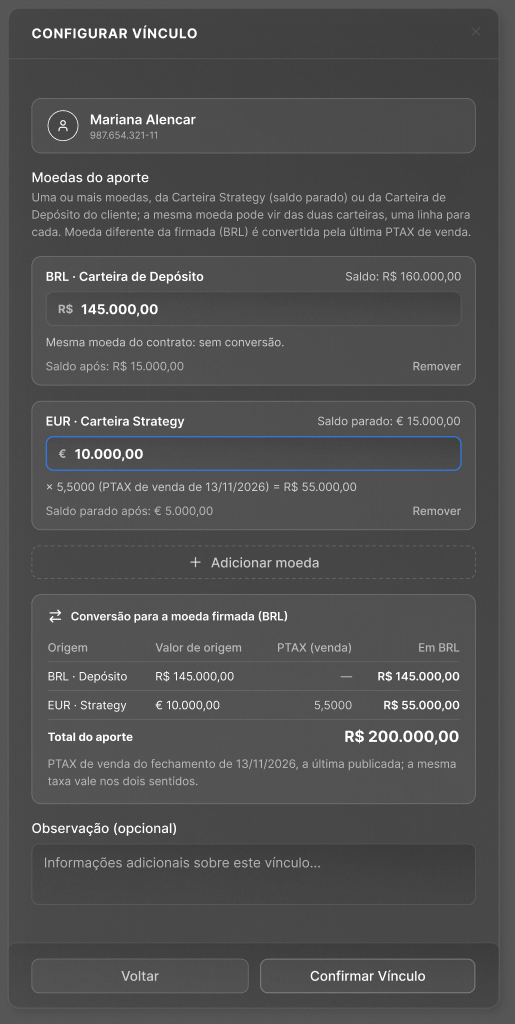 CONFIGURAR VÍNCULO ×
Mariana Alencar
987.654.321-11
Moedas do aporte
Uma ou mais moedas, da Carteira Strategy (saldo parado) ou da Carteira de
Depósito do cliente; a mesma moeda pode vir das duas carteiras, uma linha para
cada. Moeda diferente da firmada (BRL) é convertida pela última PTAX de venda.
BRL · Carteira de Depósito Saldo: R$ 160.000,00
R$ 145.000,00
Mesma moeda do contrato: sem conversão.
Saldo após: R$ 15.000,00 Remover
EUR · Carteira Strategy Saldo parado: € 15.000,00
€ 10.000,00
× 5,5000 (PTAX de venda de 13/11/2026) = R$ 55.000,00
Saldo parado após: € 5.000,00 Remover
+ Adicionar moeda
Conversão para a moeda firmada (BRL)
Origem Valor de origem PTAX (venda) Em BRL
BRL · Depósito R$ 145.000,00 — R$ 145.000,00
EUR · Strategy € 10.000,00 5,5000 R$ 55.000,00
Total do aporte R$ 200.000,00
PTAX de venda do fechamento de 13/11/2026, a última publicada; a mesma
taxa vale nos dois sentidos.
Observação (opcional)
Informações adicionais sobre este vínculo...
Voltar Confirmar Vínculo